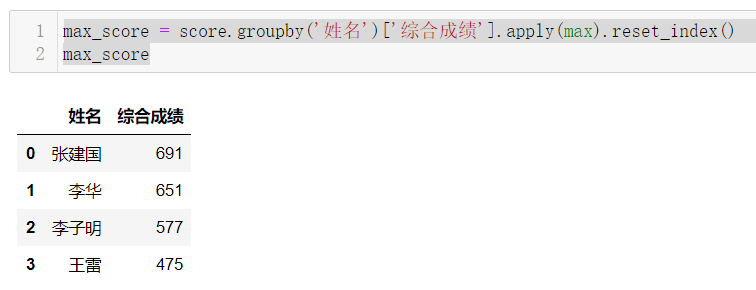 1 max_score = score.groupby('姓名')['综合成绩'].apply(max).reset_index()
2 max_score
姓名 综合成绩
0 张建国 691
1 李华 651
2 李子明 577
3 王雷 475